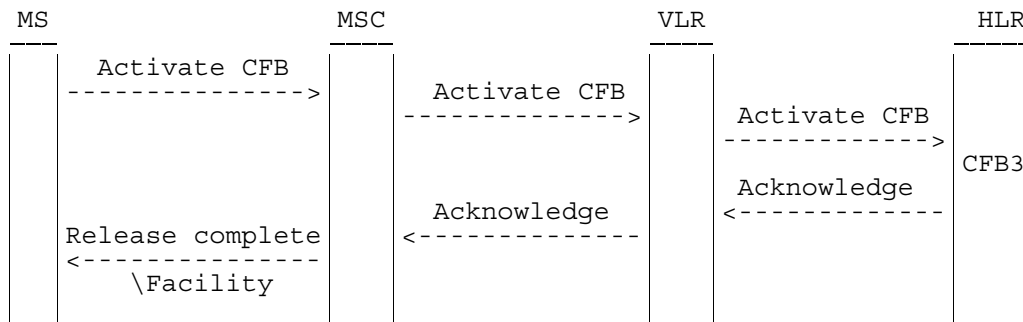 MS MSC VLR HLR
Activate CFB
Activate CFB
Activate CFB
CFB3
Acknowledge
Acknowledge
Release complete
\Facility